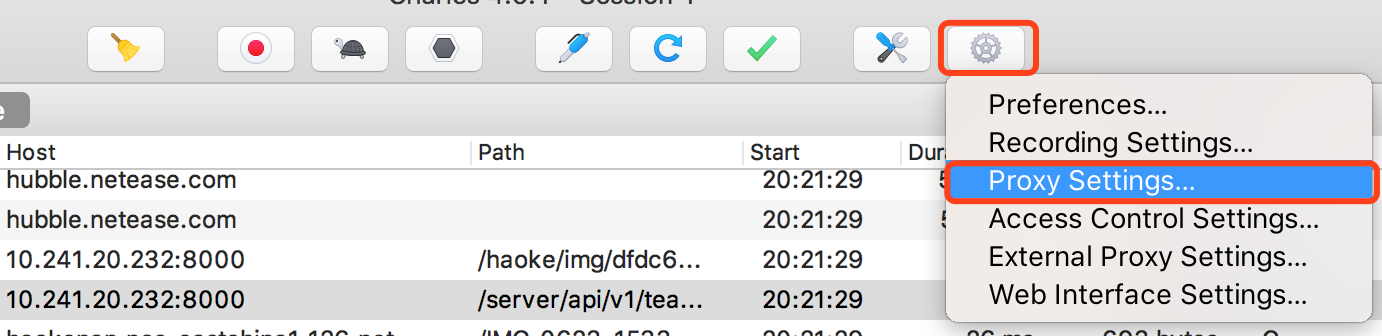 e
Host Path Start Dura
hubble.netease.com 20:21:29 5
hubble.netease.com 20:21:29 5
10.241.20.232:8000 /haoke/img/dfdc6... 20:21:29
10.241.20.232:8000 /server/api/v1/tea... 20:21:29
Preferences...
Recording Settings...
Proxy Settings...
Access Control Settings...
External Proxy Settings...
Web Interface Settings...